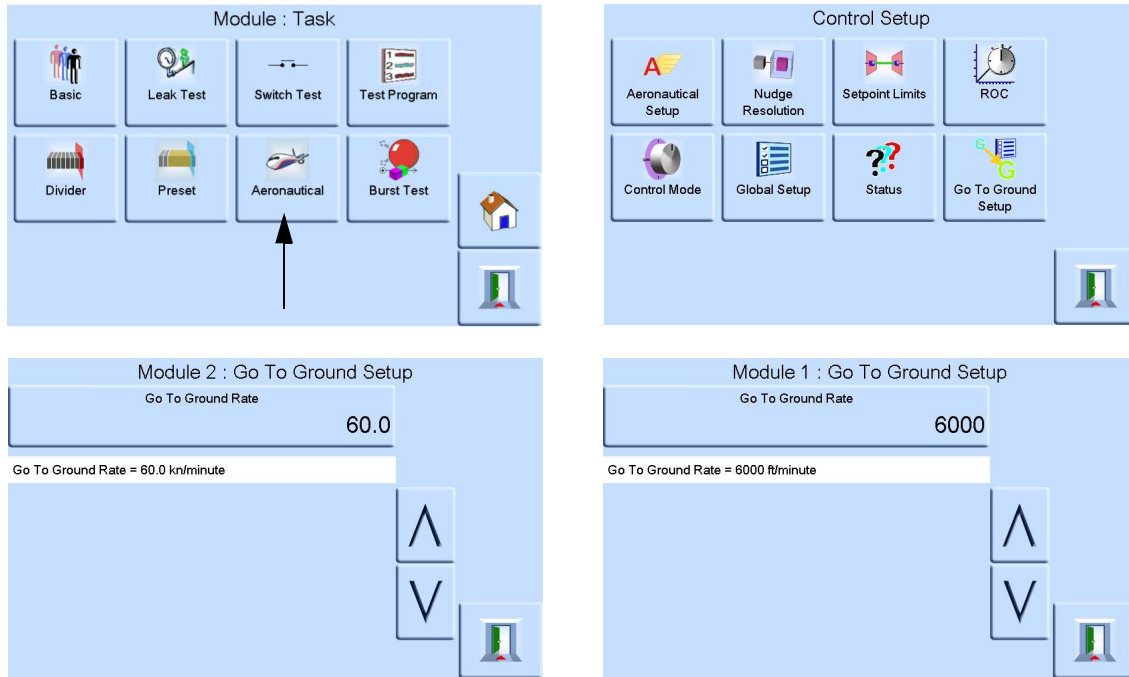 Module : Task
Basic
Leak Test
Switch Test
1
2
3
Test Program
Divider
Preset
Aeronautical
Burst Test
Control Setup
A
Aeronautical
Setup
Nudge
Resolution
Setpoint Limits
ROC
Control Mode
Global Setup
???
Status
G
G
Go To Ground
Setup
Module 2 : Go To Ground Setup
Go To Ground Rate
60.0
Go To Ground Rate = 60.0 kn/minute
Module 1 : Go To Ground Setup
Go To Ground Rate
6000
Go To Ground Rate = 6000 ft/minute